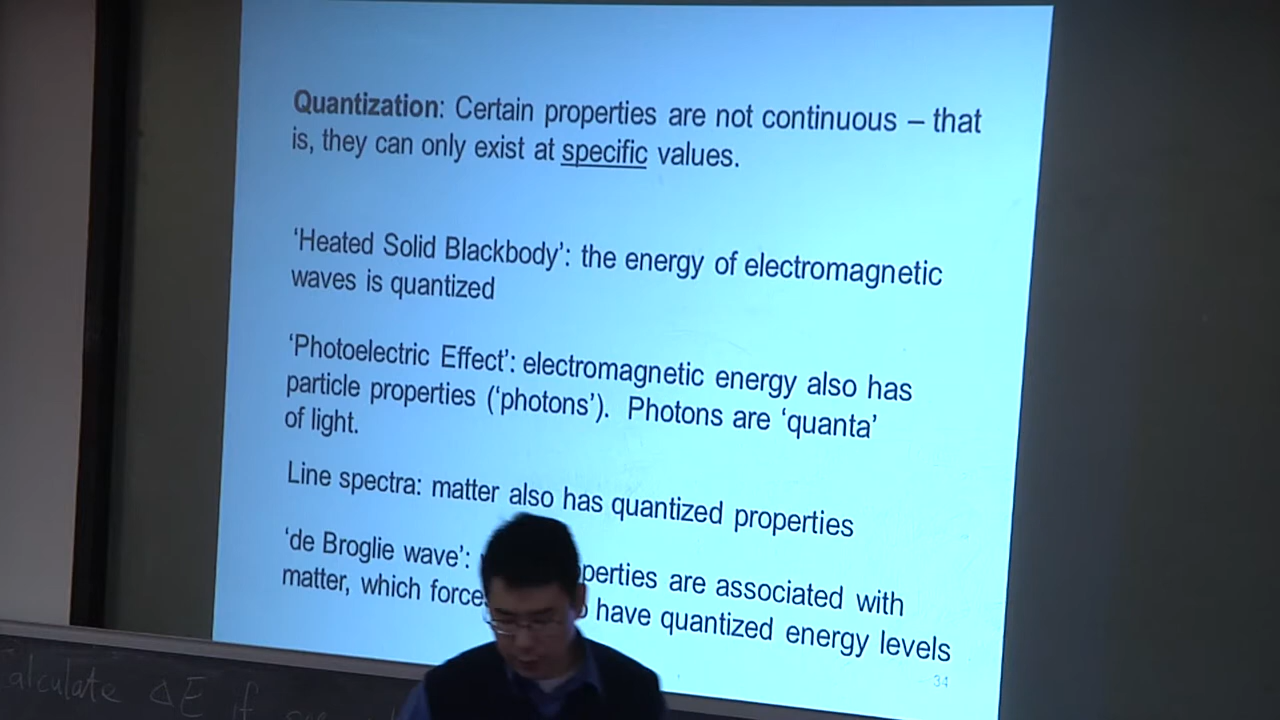 Quantization: Certain properties are not continuous – that
is, they can only exist at specific values.
‘Heated Solid Blackbody’: the energy of electromagnetic
waves is quantized
‘Photoelectric Effect’: electromagnetic energy also has
particle properties (‘photons’). Photons are ‘quanta’
of light.
Line spectra: matter also has quantized properties
‘de Broglie wave’: are associated with
matter, which have quantized energy levels
34
ΔE if